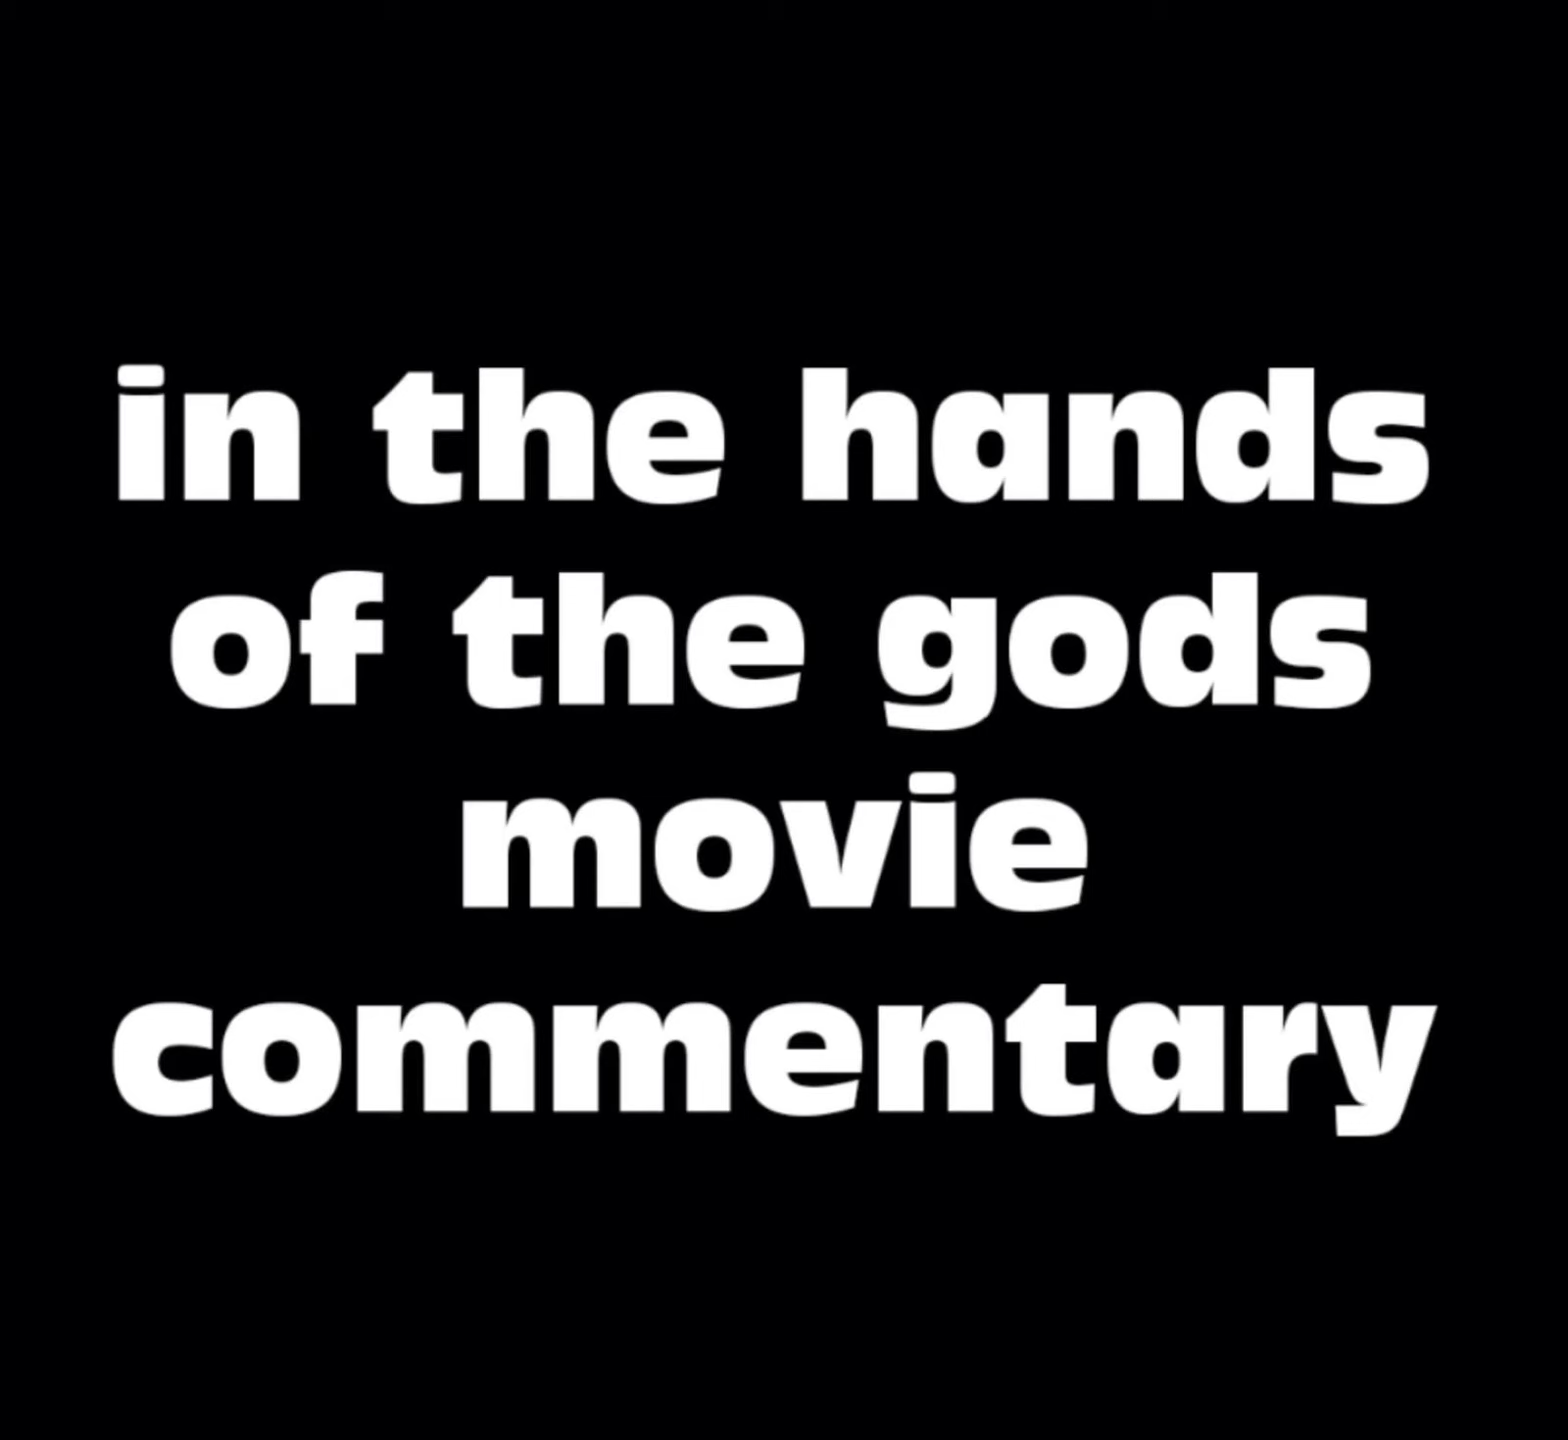 in the hands
of the gods
movie
commentary